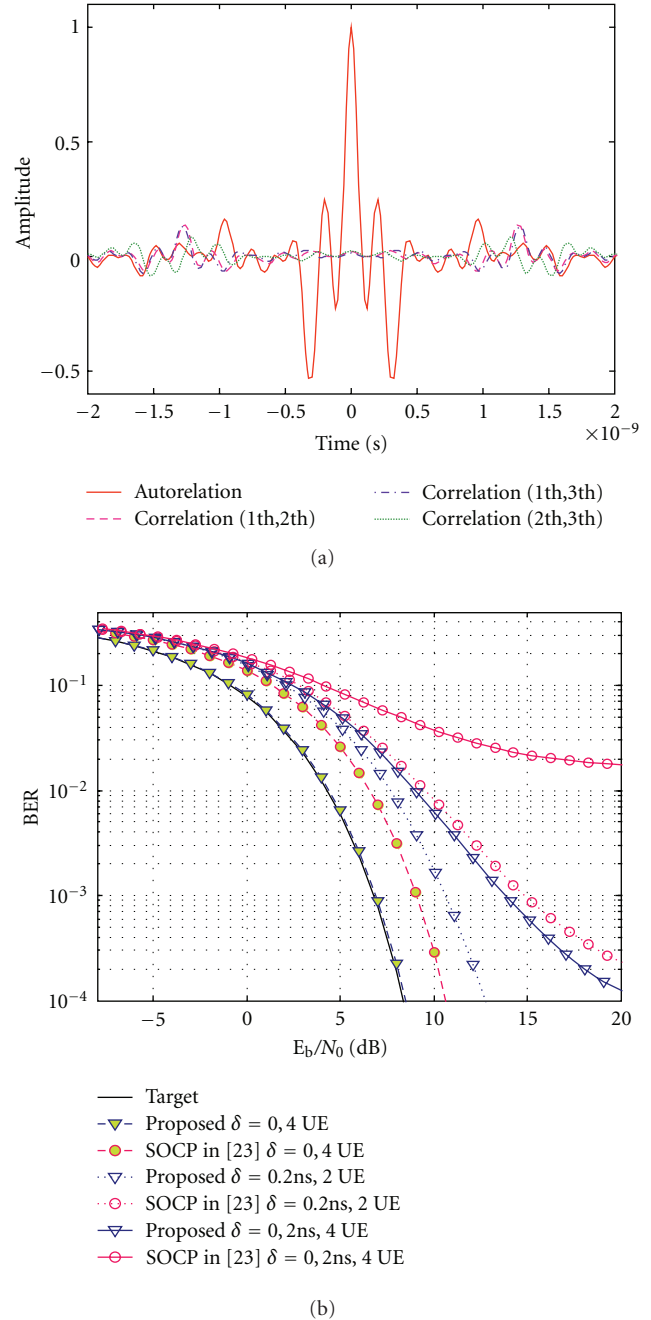 1
0.5
0
−0.5
Amplitude
−2 −1.5 −1 −0.5 0 0.5 1 1.5 2
Time (s)
×10⁻⁹
Autorelation
Correlation (1th,2th)
Correlation (1th,3th)
Correlation (2th,3th)
(a)
10⁻¹
10⁻²
10⁻³
10⁻⁴
BER
−5 0 5 10 15 20
E_b/N_0 (dB)
Target
Proposed δ = 0, 4 UE
SOCP in [23] δ = 0, 4 UE
Proposed δ = 0.2ns, 2 UE
SOCP in [23] δ = 0.2ns, 2 UE
Proposed δ = 0, 2ns, 4 UE
SOCP in [23] δ = 0, 2ns, 4 UE
(b)